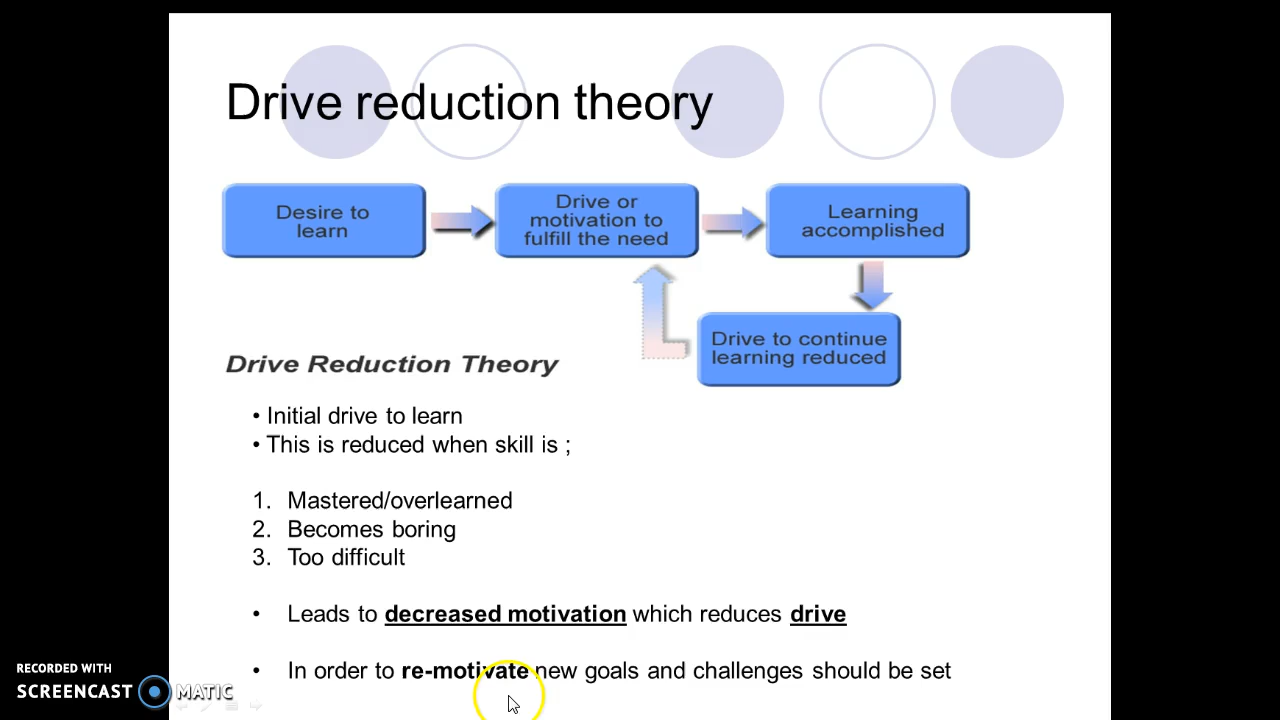 Drive reduction theory
Desire to
learn
Drive or
motivation to
fulfill the need
Learning
accomplished
Drive to continue
learning reduced
Drive Reduction Theory
• Initial drive to learn
• This is reduced when skill is ;
1. Mastered/overlearned
2. Becomes boring
3. Too difficult
• Leads to decreased motivation which reduces drive
• In order to re-motivate new goals and challenges should be set
RECORDED WITH
SCREENCAST MATIC